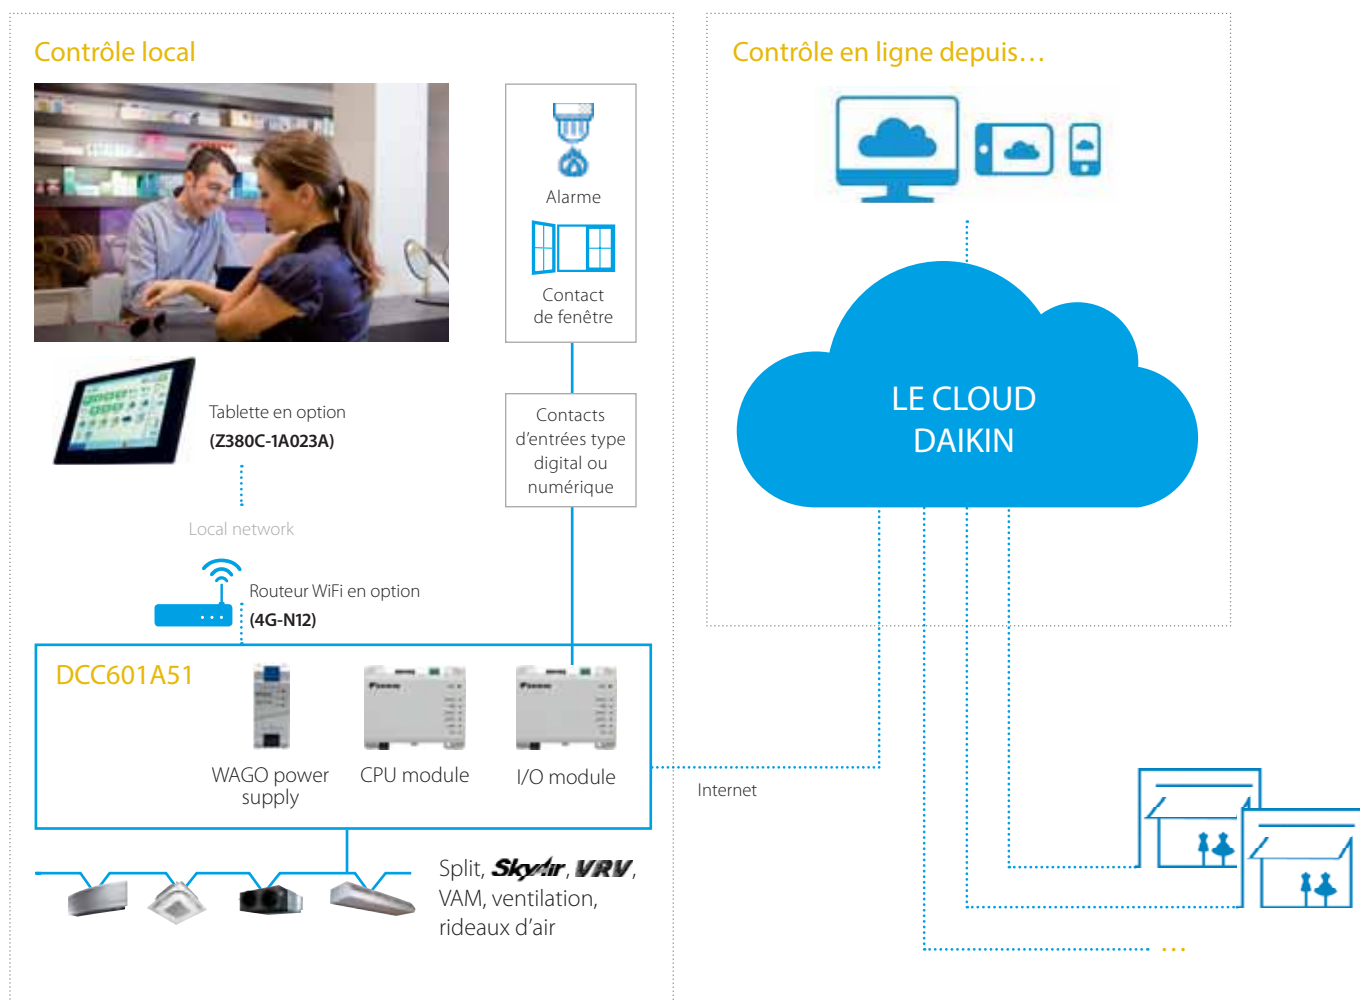 Contrôle local
Alarme
Contact
de fenêtre
Tablette en option
(Z380C-1A023A)
Contacts
d'entrées type
digital ou
numérique
Local network
Routeur WiFi en option
(4G-N12)
DCC601A51
WAGO power
supply
CPU module
I/O module
Split, SkyAir, VRV,
VAM, ventilation,
rideaux d'air
Contrôle en ligne depuis…
LE CLOUD
DAIKIN
Internet
...